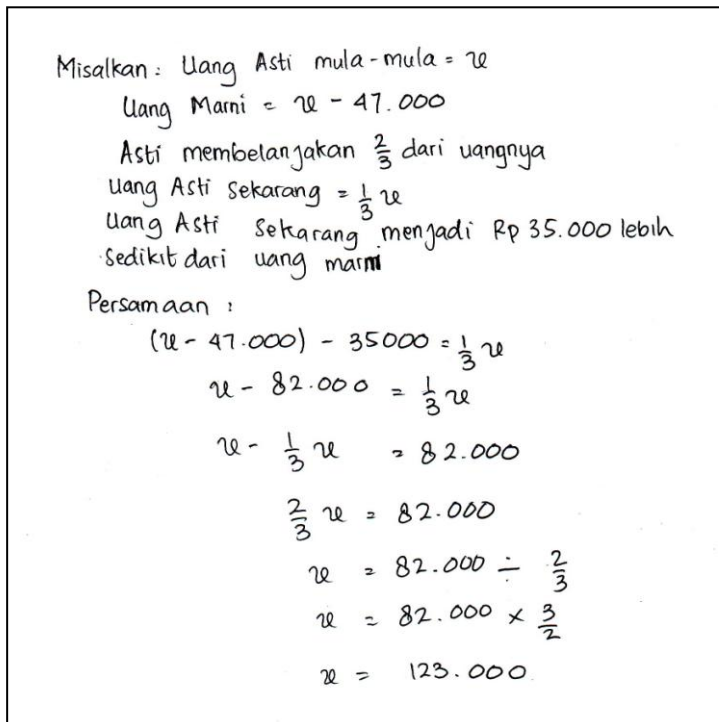 Misalkan : Uang Asti mula-mula = x
Uang Marni = x - 47.000
Asti membelanjakan 2/3 dari uangnya
Uang Asti Sekarang = 1/3 x
Uang Asti Sekarang menjadi Rp 35.000 lebih
Sedikit dari uang marni
Persamaan :
(x - 47.000) - 35000 = 1/3 x
x - 82.000 = 1/3 x
x - 1/3 x = 82.000
2/3 x = 82.000
x = 82.000 ÷ 2/3
x = 82.000 × 3/2
x = 123.000